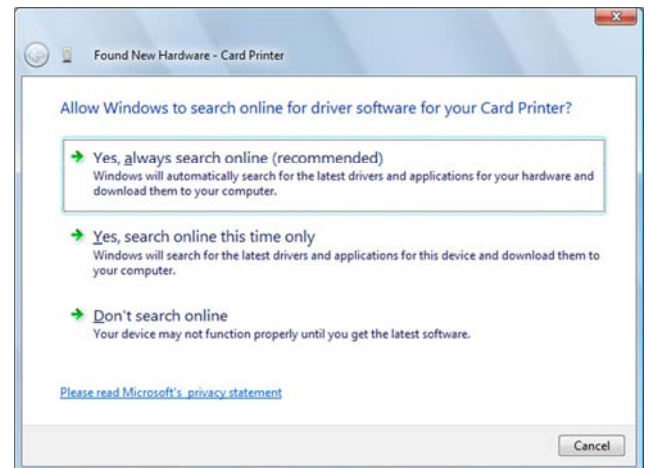 Found New Hardware - Card Printer
Allow Windows to search online for driver software for your Card Printer?
Yes, always search online (recommended)
Windows will automatically search for the latest drivers and applications for your hardware and
download them to your computer.
Yes, search online this time only
Windows will search for the latest drivers and applications for this device and download them to
your computer.
Don't search online
Your device may not function properly until you get the latest software.
Please read Microsoft's privacy statement
Cancel